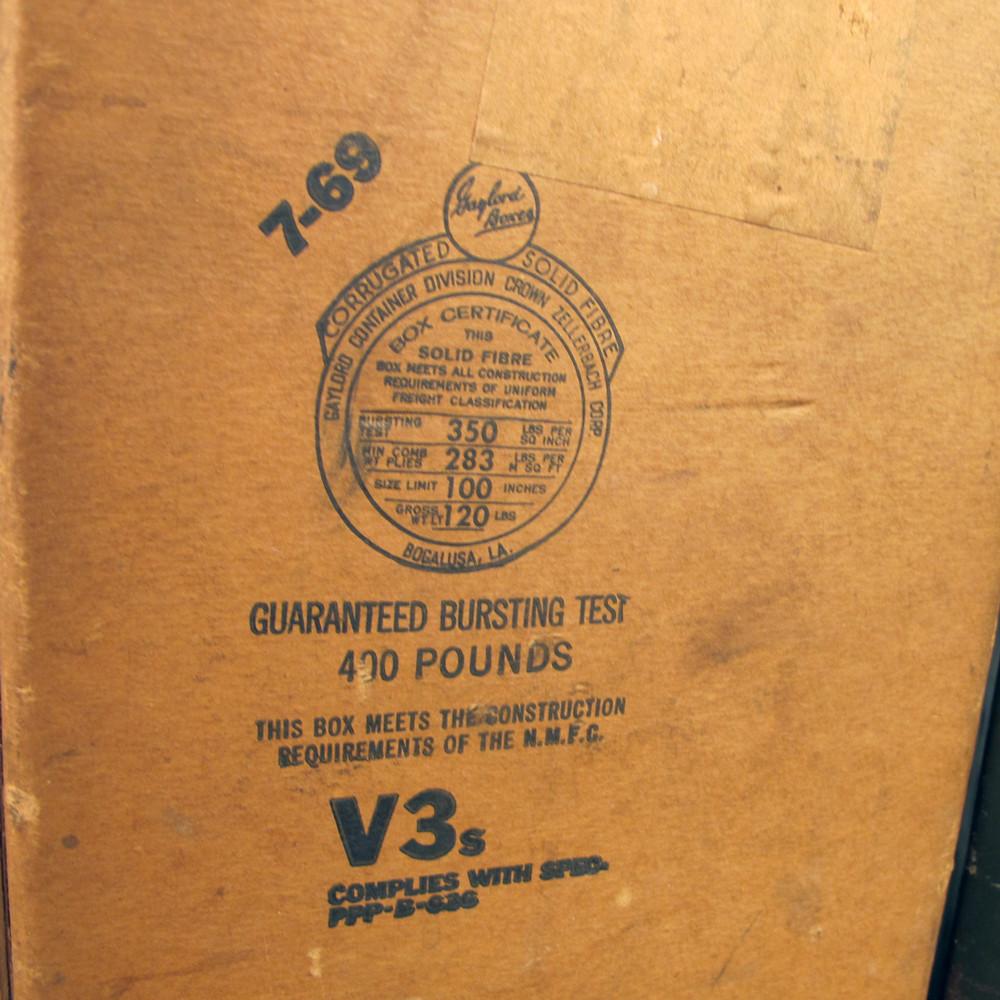 7-69
Gaylord
Boxes
CORRUGATED SOLID FIBRE
GAYLORD CONTAINER DIVISION CROWN ZELLERBACH CORP.
BOX CERTIFICATE
THIS
SOLID FIBRE
BOX MEETS ALL CONSTRUCTION
REQUIREMENTS OF UNIFORM
FREIGHT CLASSIFICATION
BURSTING TEST 350 LBS PER SQ INCH
MIN COMB WT PLIES 283 LBS PER M SQ FT
SIZE LIMIT 100 INCHES
GROSS WT LT 120 LBS
BOGALUSA, LA.
GUARANTEED BURSTING TEST
400 POUNDS
THIS BOX MEETS THE CONSTRUCTION
REQUIREMENTS OF THE N.M.F.C.
V3s
COMPLIES WITH SPEC-
PPP-B-636